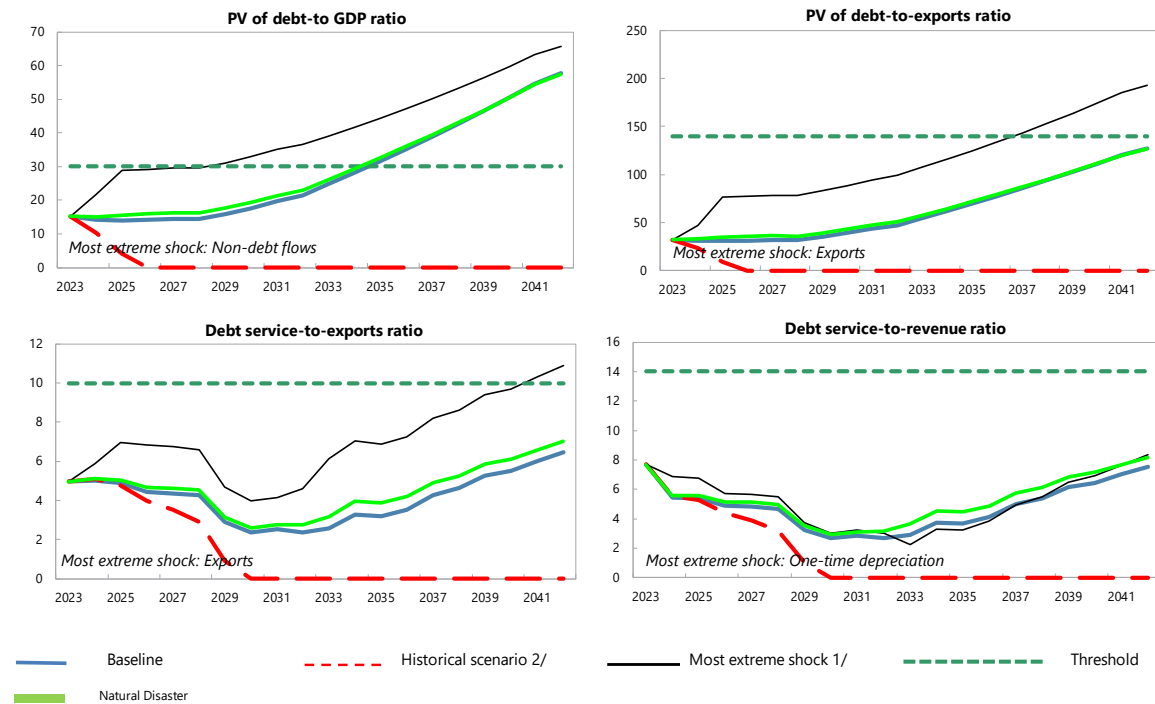 PV of debt-to GDP ratio
70
60
50
40
30
20
10
0
Most extreme shock: Non-debt flows
2023 2025 2027 2029 2031 2033 2035 2037 2039 2041
PV of debt-to-exports ratio
250
200
150
100
50
0
Most extreme shock: Exports
2023 2025 2027 2029 2031 2033 2035 2037 2039 2041
Debt service-to-exports ratio
12
10
8
6
4
2
0
Most extreme shock: Exports
2023 2025 2027 2029 2031 2033 2035 2037 2039 2041
Debt service-to-revenue ratio
16
14
12
10
8
6
4
2
0
Most extreme shock: One-time depreciation
2023 2025 2027 2029 2031 2033 2035 2037 2039 2041
Baseline Historical scenario 2/ Most extreme shock 1/ Threshold
Natural Disaster